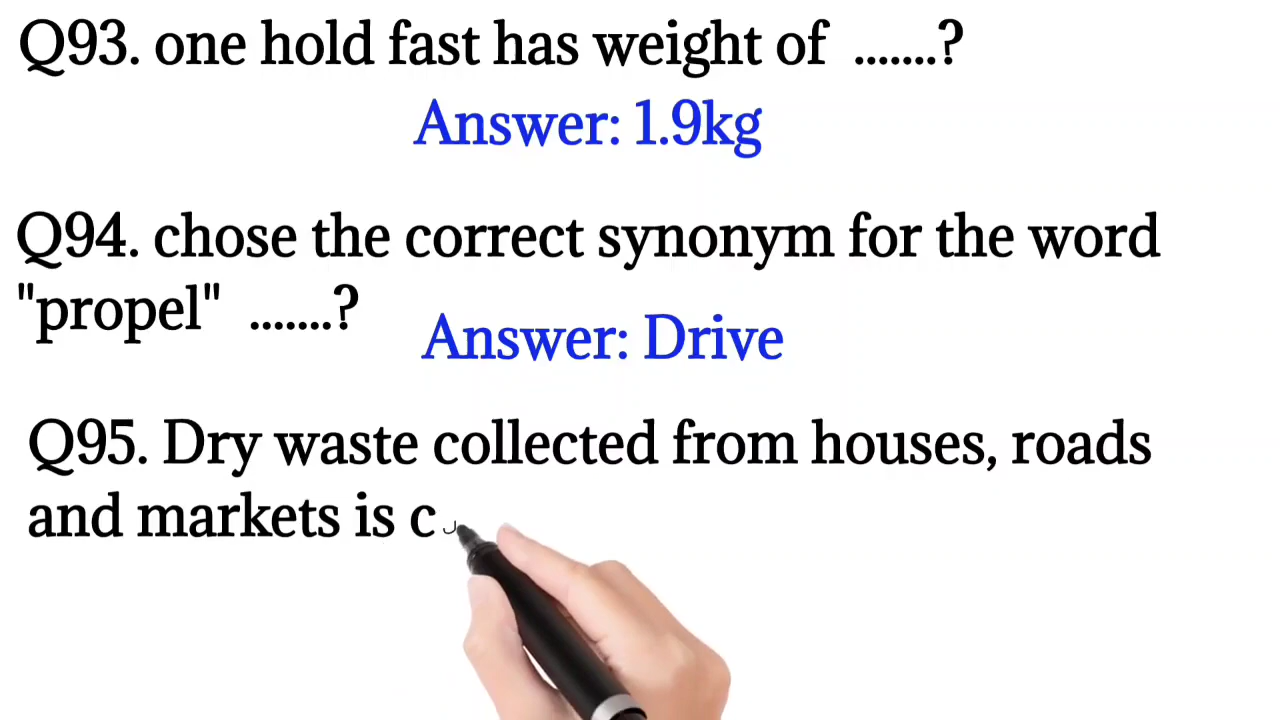 Q93. one hold fast has weight of .......?
Answer: 1.9kg
Q94. chose the correct synonym for the word
"propel" .......?
Answer: Drive
Q95. Dry waste collected from houses, roads
and markets is c